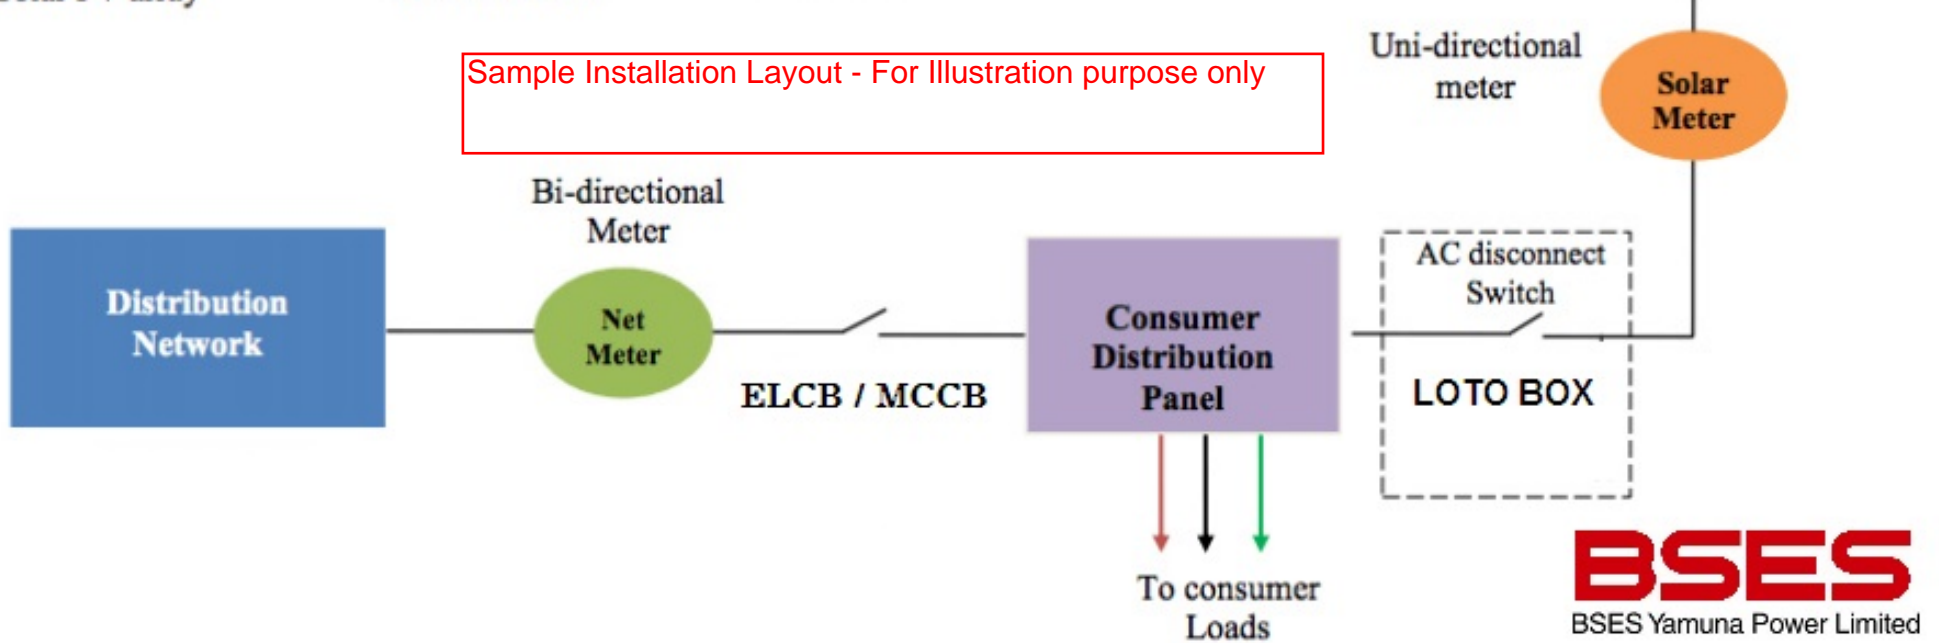 Sample Installation Layout - For Illustration purpose only
Uni-directional
meter
Solar
Meter
Bi-directional
Meter
Distribution
Network
Net
Meter
ELCB / MCCB
Consumer
Distribution
Panel
AC disconnect
Switch
LOTO BOX
To consumer
Loads
BSES
BSES Yamuna Power Limited